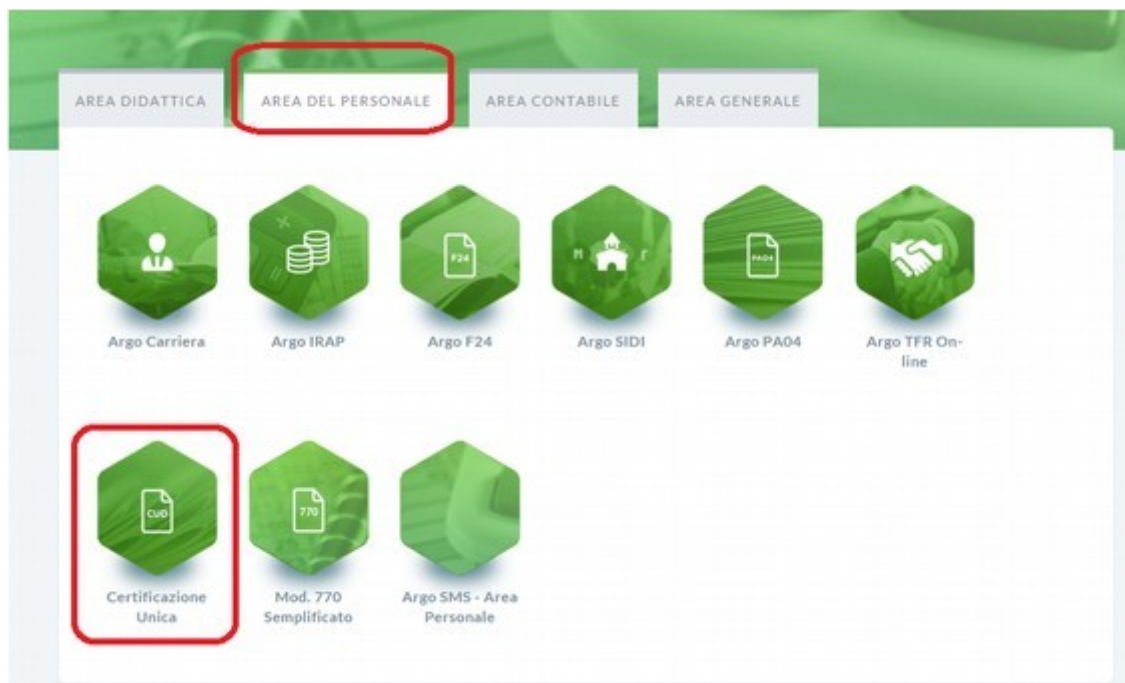 AREA DIDATTICA
AREA DEL PERSONALE
AREA CONTABILE
AREA GENERALE
F24
M
PA04
Argo Carriera
Argo IRAP
Argo F24
Argo SIDI
Argo PA04
Argo TFR On-
line
CUD
770
Certificazione
Unica
Mod. 770
Semplificato
Argo SMS - Area
Personale